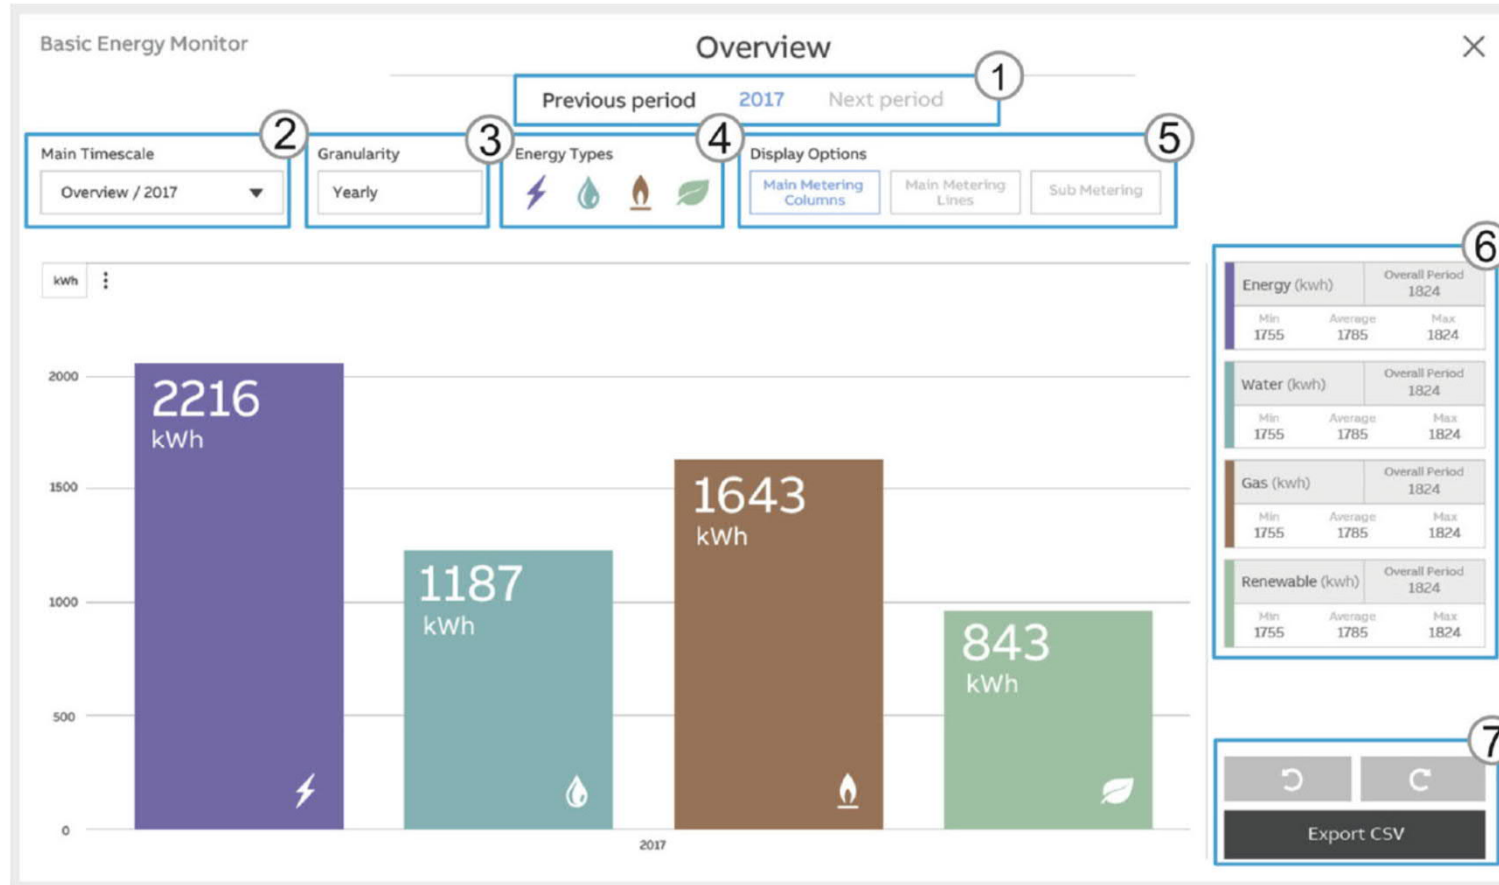 Basic Energy Monitor
Overview
1
Previous period 2017 Next period
2
Main Timescale
Overview / 2017
3
Granularity
Yearly
4
Energy Types
5
Display Options
Main Metering
Columns
Main Metering
Lines
Sub Metering
kWh
2000
1500
1000
500
0
2216
kWh
1187
kWh
1643
kWh
843
kWh
2017
6
Energy (kwh)
Overall Period
1824
Min Average Max
1755 1785 1824
Water (kwh)
Overall Period
1824
Min Average Max
1755 1785 1824
Gas (kwh)
Overall Period
1824
Min Average Max
1755 1785 1824
Renewable (kwh)
Overall Period
1824
Min Average Max
1755 1785 1824
7
Export CSV